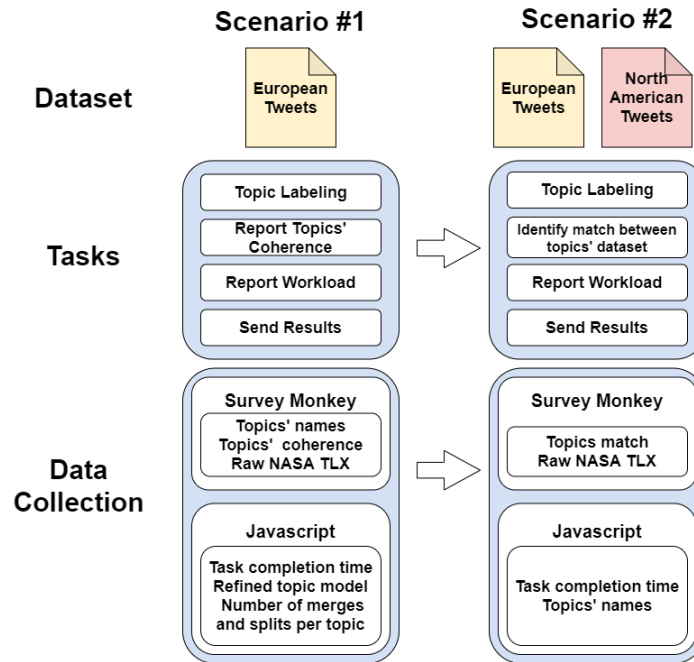 Scenario #1
Scenario #2
Dataset
European
Tweets
European
Tweets
North
American
Tweets
Tasks
Topic Labeling
Report Topics'
Coherence
Report Workload
Send Results
Topic Labeling
Identify match between
topics' dataset
Report Workload
Send Results
Data
Collection
Survey Monkey
Topics' names
Topics' coherence
Raw NASA TLX
Javascript
Task completion time
Refined topic model
Number of merges
and splits per topic
Survey Monkey
Topics match
Raw NASA TLX
Javascript
Task completion time
Topics' names